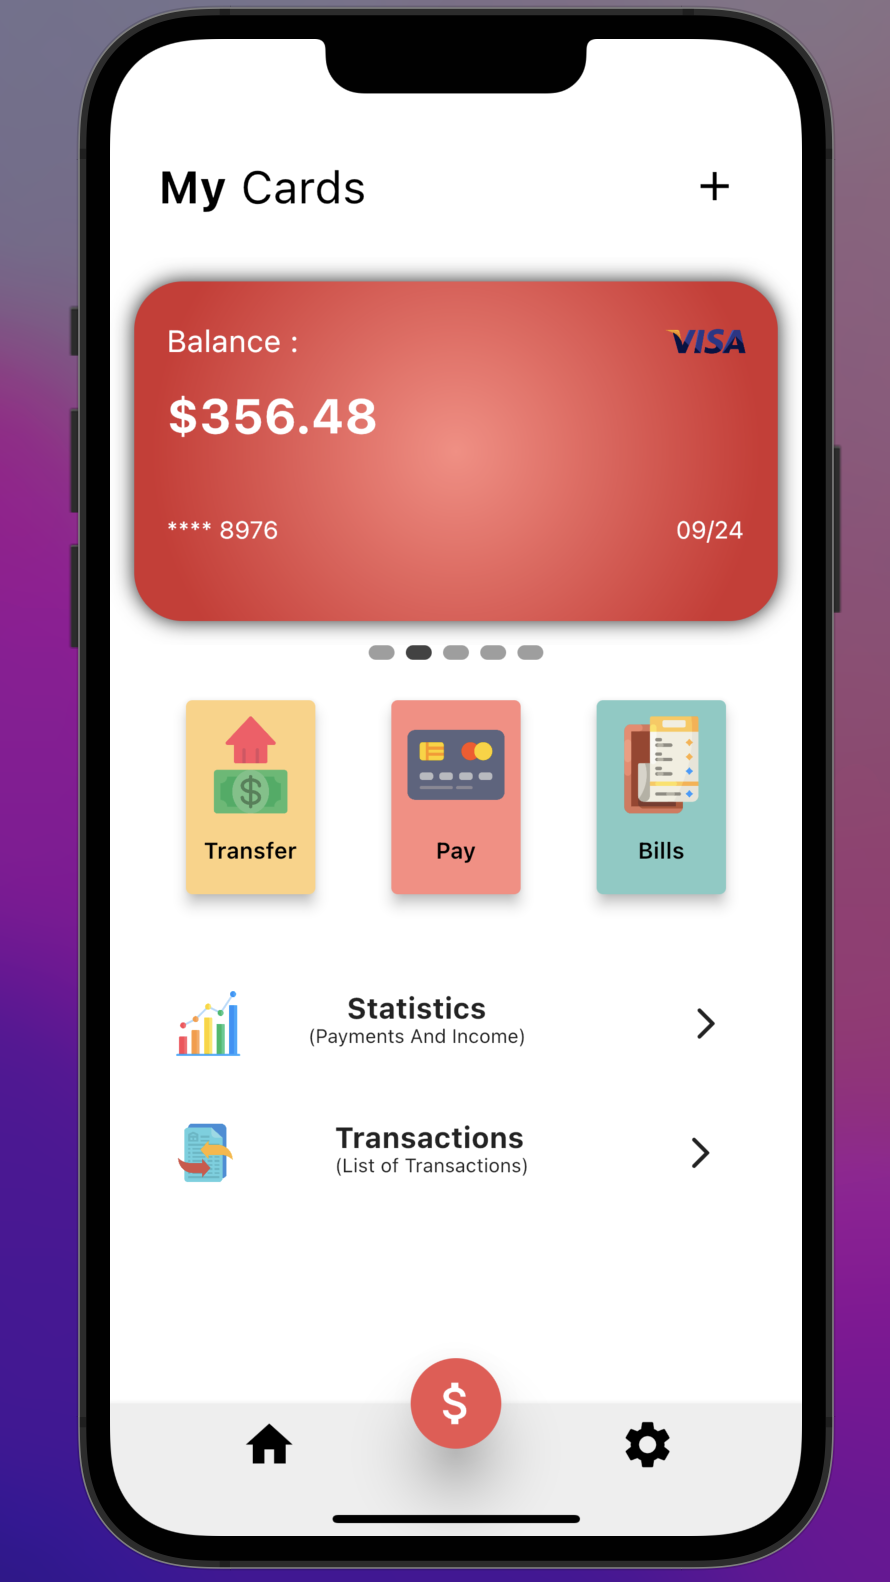 My Cards
+
Balance :
VISA
$356.48
**** 8976
09/24
$
Transfer
Pay
Bills
Statistics
(Payments And Income)
Transactions
(List of Transactions)
$